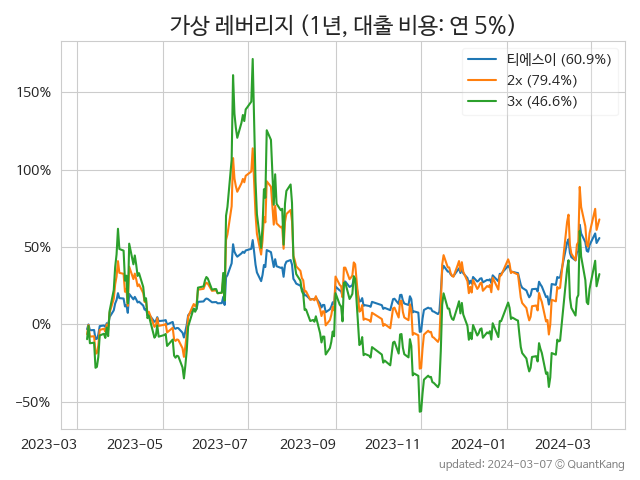 가상 레버리지 (1년, 대출 비용: 연 5%)
티에스이 (60.9%)
2x (79.4%)
3x (46.6%)
150%
100%
50%
0%
−50%
2023−03 2023−05 2023−07 2023−09 2023−11 2024−01 2024−03
updated: 2024−03−07 © QuantKang